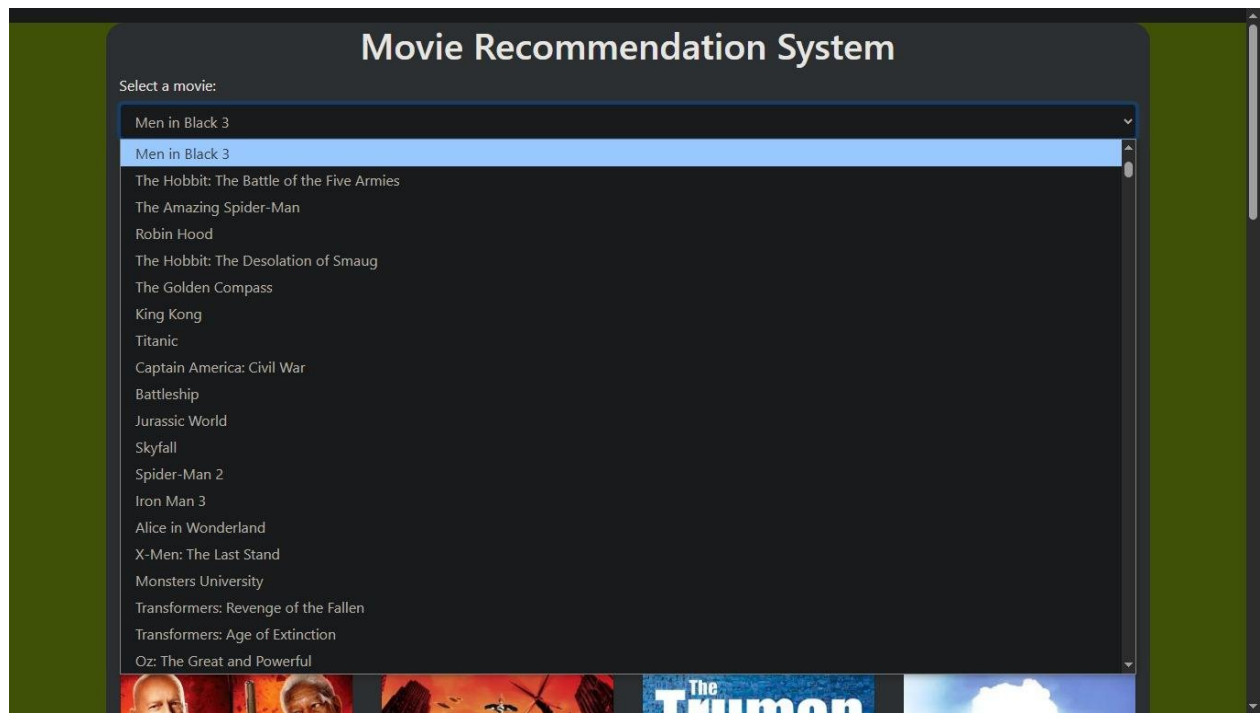 Movie Recommendation System
Select a movie:
Men in Black 3
Men in Black 3
The Hobbit: The Battle of the Five Armies
The Amazing Spider-Man
Robin Hood
The Hobbit: The Desolation of Smaug
The Golden Compass
King Kong
Titanic
Captain America: Civil War
Battleship
Jurassic World
Skyfall
Spider-Man 2
Iron Man 3
Alice in Wonderland
X-Men: The Last Stand
Monsters University
Transformers: Revenge of the Fallen
Transformers: Age of Extinction
Oz: The Great and Powerful
The
Truman